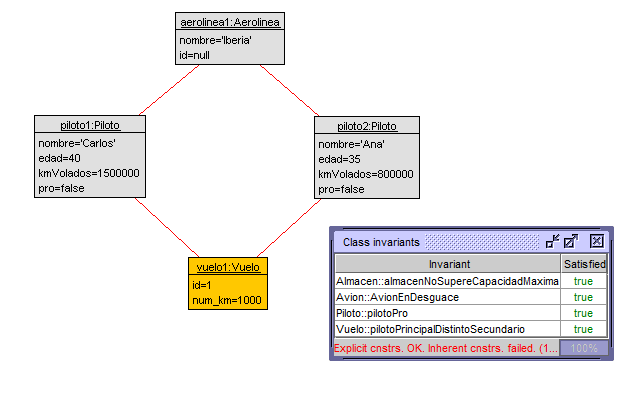 aerolinea1:Aerolinea
nombre='Iberia'
id=null
piloto1:Piloto
nombre='Carlos'
edad=40
kmVolados=1500000
pro=false
piloto2:Piloto
nombre='Ana'
edad=35
kmVolados=800000
pro=false
vuelo1:Vuelo
id=1
num_km=1000
Class invariants
Invariant Satisfied
Almacen::almacenNoSupereCapacidadMaxima true
Avion::AvionEnDesguace true
Piloto::pilotoPro true
Vuelo::pilotoPrincipalDistintoSecundario true
Explicit cnstrs. OK. Inherent cnstrs. failed. (1... 100%